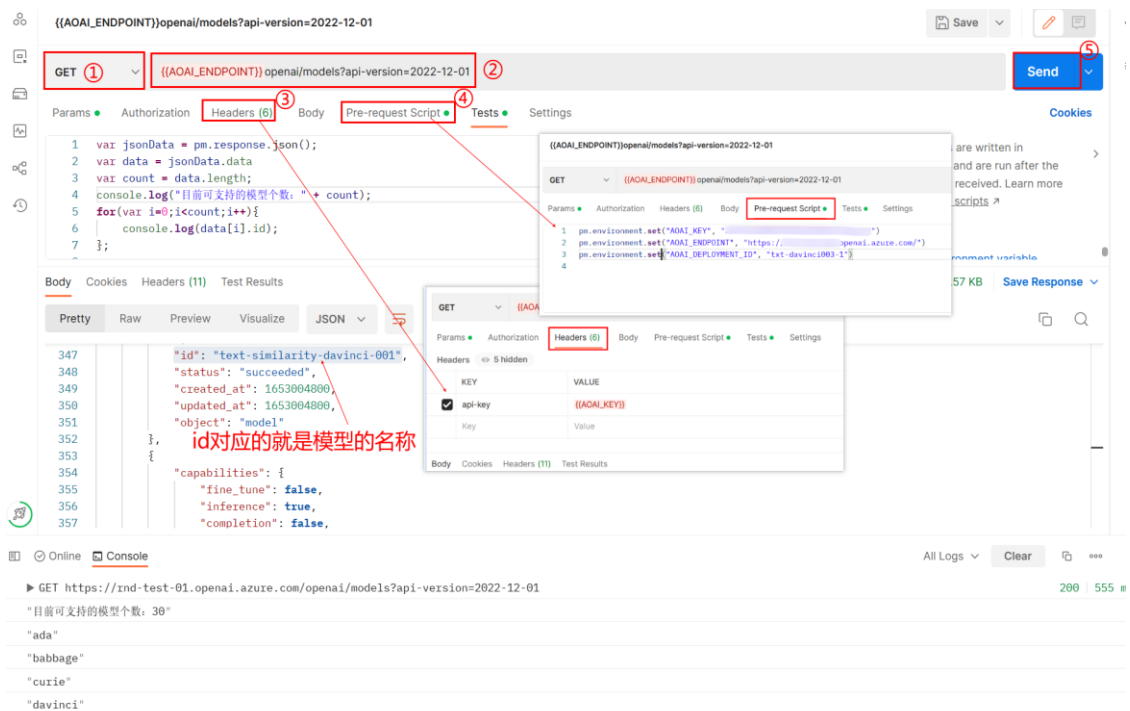 {{AOAI_ENDPOINT}}openai/models?api-version=2022-12-01
Save
GET ① {{AOAI_ENDPOINT}} openai/models?api-version=2022-12-01 ②
⑤
Send
③ ④
Params Authorization Headers (6) Body Pre-request Script Tests Settings Cookies
1 var jsonData = pm.response.json();
2 var data = jsonData.data
3 var count = data.length;
4 console.log("目前可支持的模型个数：" + count);
5 for(var i=0;i<count;i++){
6 console.log(data[i].id);
7 };
are written in
and are run after the
received. Learn more
scripts
ronment variable
{{AOAI_ENDPOINT}}openai/models?api-version=2022-12-01
GET {{AOAI_ENDPOINT}} openai/models?api-version=2022-12-01
Params Authorization Headers (6) Body Pre-request Script Tests Settings
1 pm.environment.set("AOAI_KEY", " ")
2 pm.environment.set("AOAI_ENDPOINT", "https:/ openai.azure.com/")
3 pm.environment.set("AOAI_DEPLOYMENT_ID", "txt-davinci003-1")
4
Body Cookies Headers (11) Test Results
57 KB Save Response
Pretty Raw Preview Visualize JSON
347 "id": "text-similarity-davinci-001",
348 "status": "succeeded",
349 "created_at": 1653004800,
350 "updated_at": 1653004800,
351 "object": "model"
352 },
353 {
354 "capabilities": {
355 "fine_tune": false,
356 "inference": true,
357 "completion": false,
id对应的就是模型的名称
GET {{AOA
Params Authorization Headers (6) Body Pre-request Script Tests Settings
Headers 5 hidden
KEY VALUE
api-key {{AOAI_KEY}}
Key Value
Body Cookies Headers (11) Test Results
Online Console All Logs Clear
GET https://rnd-test-01.openai.azure.com/openai/models?api-version=2022-12-01 200 555 m
"目前可支持的模型个数：30"
"ada"
"babbage"
"curie"
"davinci"